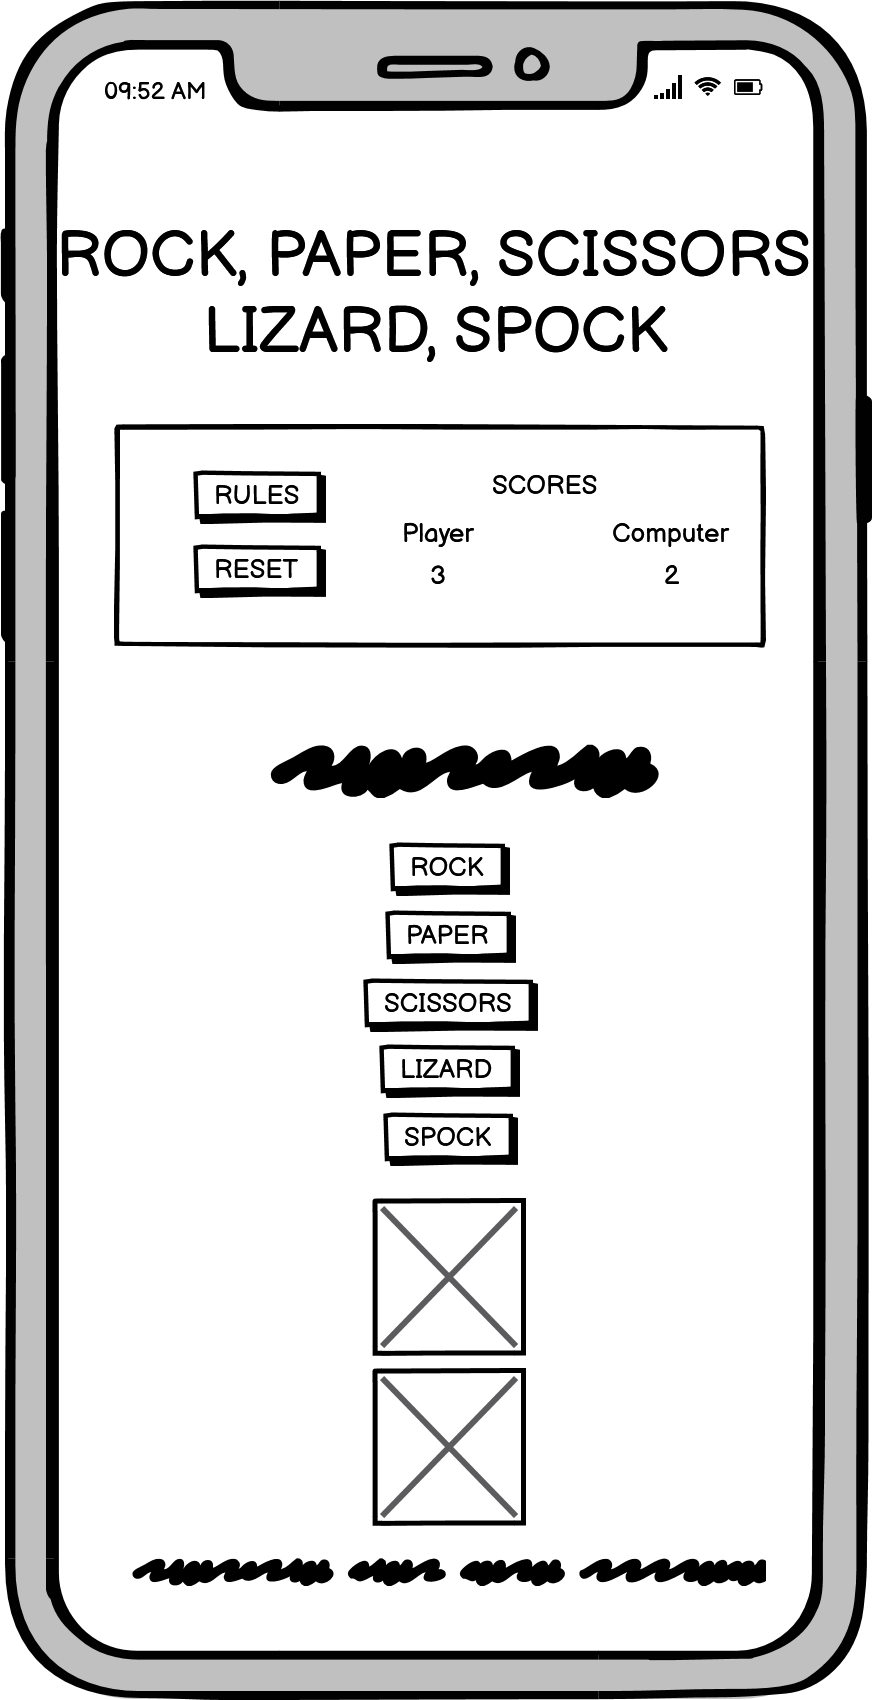 09:52 AM
ROCK, PAPER, SCISSORS
LIZARD, SPOCK
RULES
SCORES
Player Computer
RESET
3 2
ROCK
PAPER
SCISSORS
LIZARD
SPOCK